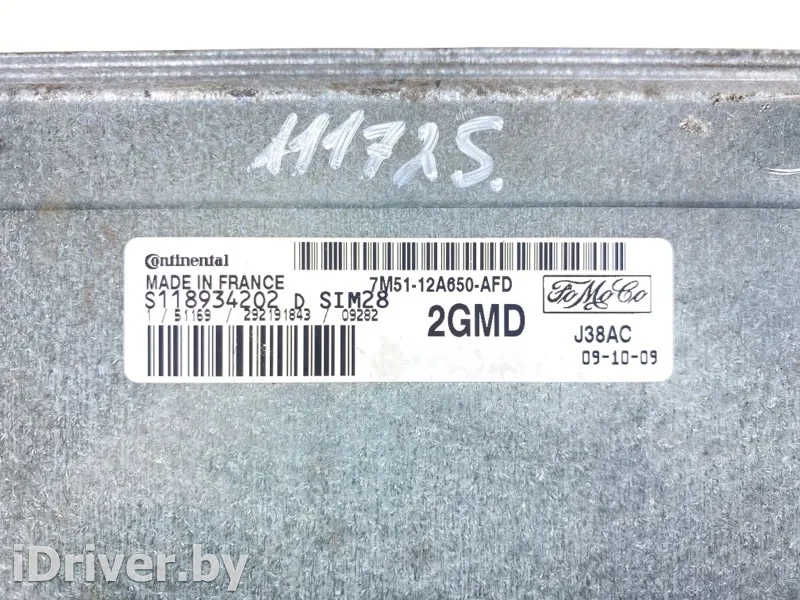 111725.
Continental
MADE IN FRANCE
7M51-12A650-AFD
FoMoCo
S118934202 D SIM28
1 / 51169 / 292191843 / 09282
2GMD
J38AC
09-10-09
iDriver.by